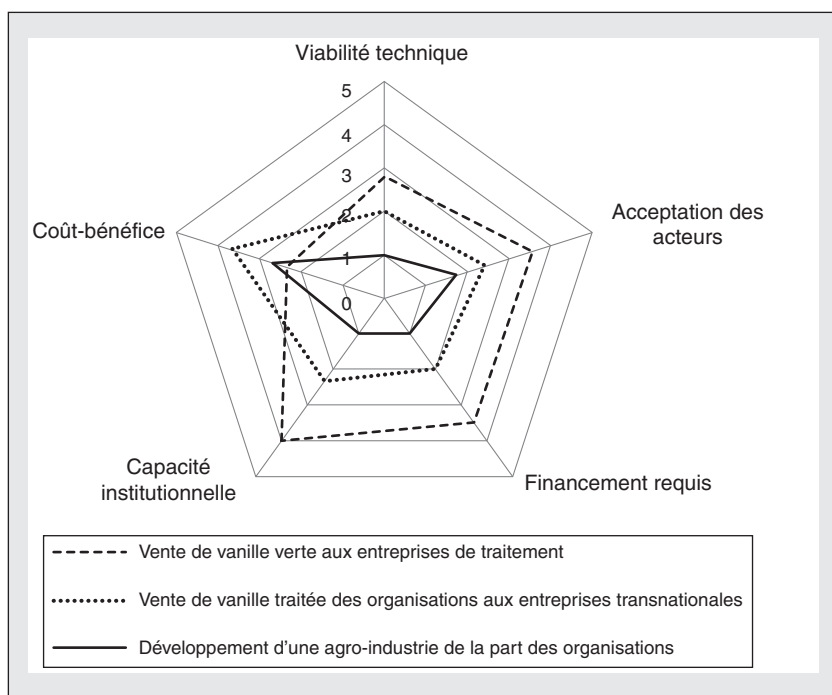 Viabilité technique
5
4
3
2
1
0
Coût-bénéfice
Acceptation des
acteurs
Capacité
institutionnelle
Financement requis
Vente de vanille verte aux entreprises de traitement
Vente de vanille traitée des organisations aux entreprises transnationales
Développement d'une agro-industrie de la part des organisations